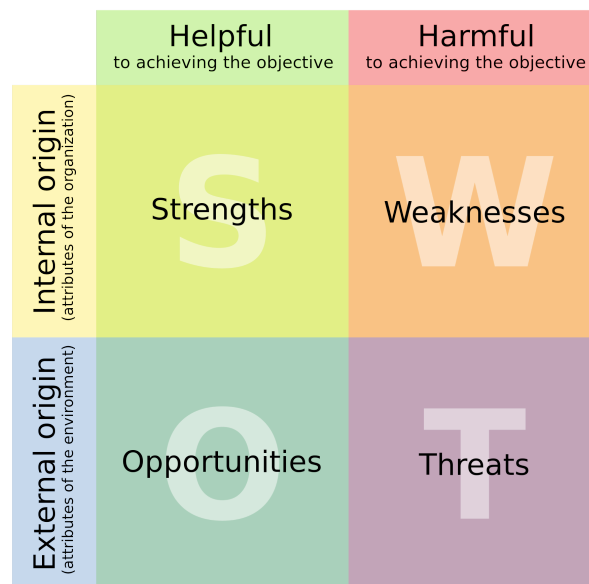 Helpful
to achieving the objective
Harmful
to achieving the objective
Internal origin
(attributes of the organization)
S
Strengths
W
Weaknesses
External origin
(attributes of the environment)
O
Opportunities
T
Threats